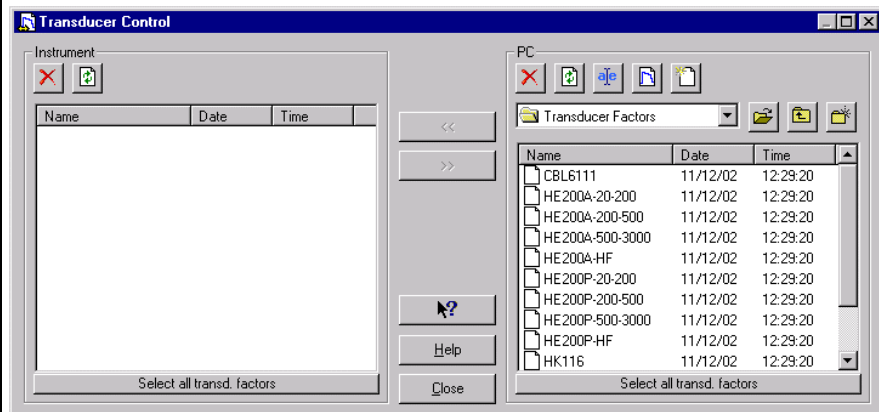 Transducer Control
Instrument
Name Date Time
Select all transd. factors
<<
>>
?
Help
Close
PC
a e
Transducer Factors
Name Date Time
CBL6111 11/12/02 12:29:20
HE200A-20-200 11/12/02 12:29:20
HE200A-200-500 11/12/02 12:29:20
HE200A-500-3000 11/12/02 12:29:20
HE200A-HF 11/12/02 12:29:20
HE200P-20-200 11/12/02 12:29:20
HE200P-200-500 11/12/02 12:29:20
HE200P-500-3000 11/12/02 12:29:20
HE200P-HF 11/12/02 12:29:20
HK116 11/12/02 12:29:20
Select all transd. factors